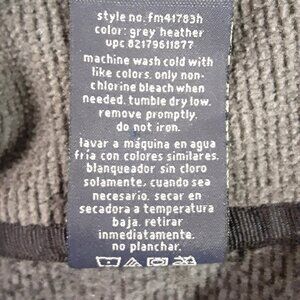 style no. fm41783h
color: grey heather
upc 82179611877
machine wash cold with
like colors. only non-
chlorine bleach when
needed. tumble dry low.
remove promptly.
do not iron.
lavar a máquina en agua
fría con colores similares.
blanqueador sin cloro
solamente. cuando sea
necesario. secar en
secadora a temperatura
baja. retirar
inmediatamente.
no planchar.